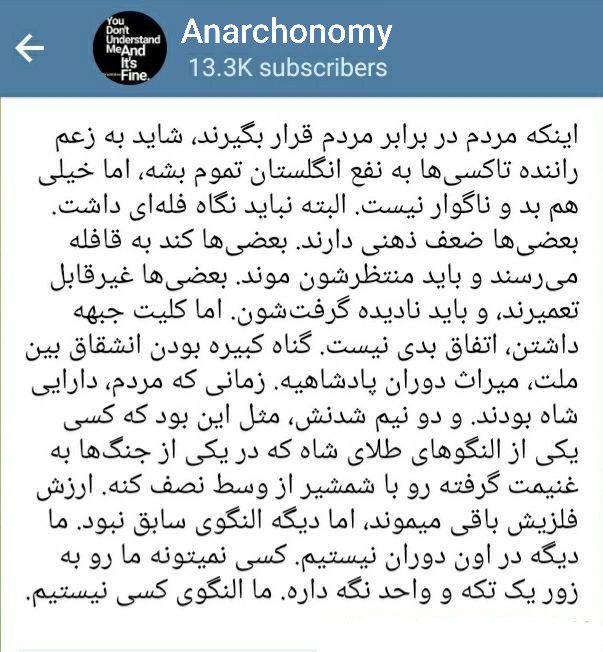 You
Don't
Understand
Me And
It's
Fine.
Anarchonomy
13.3K subscribers
اینکه مردم در برابر مردم قرار بگیرند، شاید به زعم
راننده تاکسی‌ها به نفع انگلستان تموم بشه، اما خیلی
هم بد و ناگوار نیست. البته نباید نگاه فله‌ای داشت.
بعضی‌ها ضعف ذهنی دارند. بعضی‌ها کند به قافله
می‌رسند و باید منتظرشون موند. بعضی‌ها غیرقابل
تعمیرند، و باید نادیده گرفت‌شون. اما کلیت جبهه
داشتن، اتفاق بدی نیست. گناه کبیره بودن انشقاق بین
ملت، میراث دوران پادشاهیه. زمانی که مردم، دارایی
شاه بودند. و دو نیم شدنش، مثل این بود که کسی
یکی از النگوهای طلای شاه که در یکی از جنگ‌ها به
غنیمت گرفته رو با شمشیر از وسط نصف کنه. ارزش
فلزیش باقی میموند، اما دیگه النگوی سابق نبود. ما
دیگه در اون دوران نیستیم. کسی نمیتونه ما رو به
زور یک تکه و واحد نگه داره. ما النگوی کسی نیستیم.